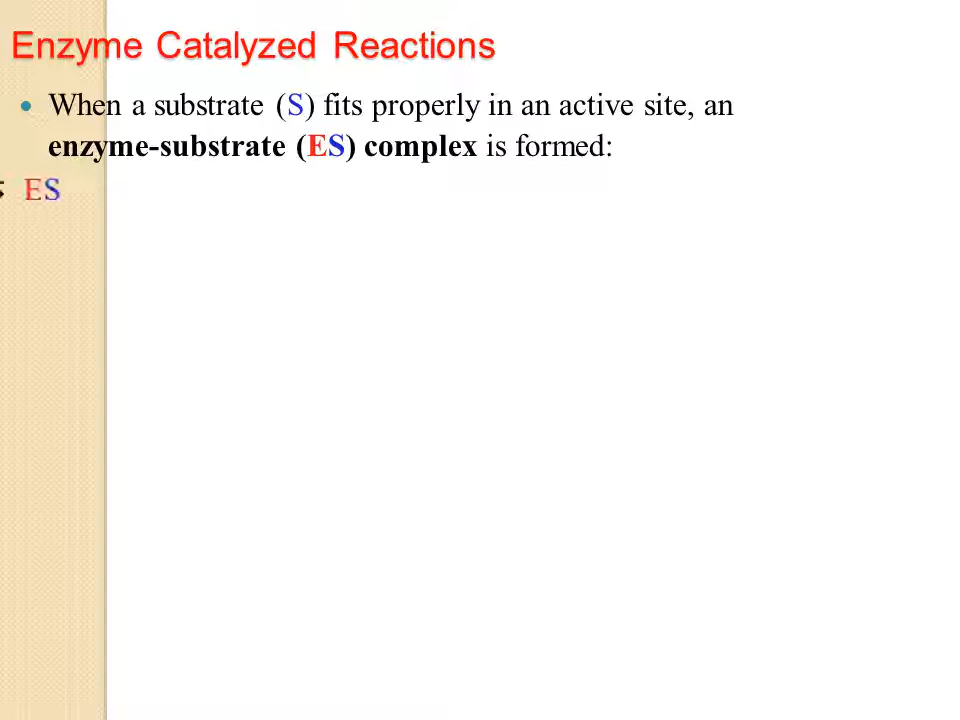 Enzyme Catalyzed Reactions
• When a substrate (S) fits properly in an active site, an
enzyme-substrate (ES) complex is formed:
ES